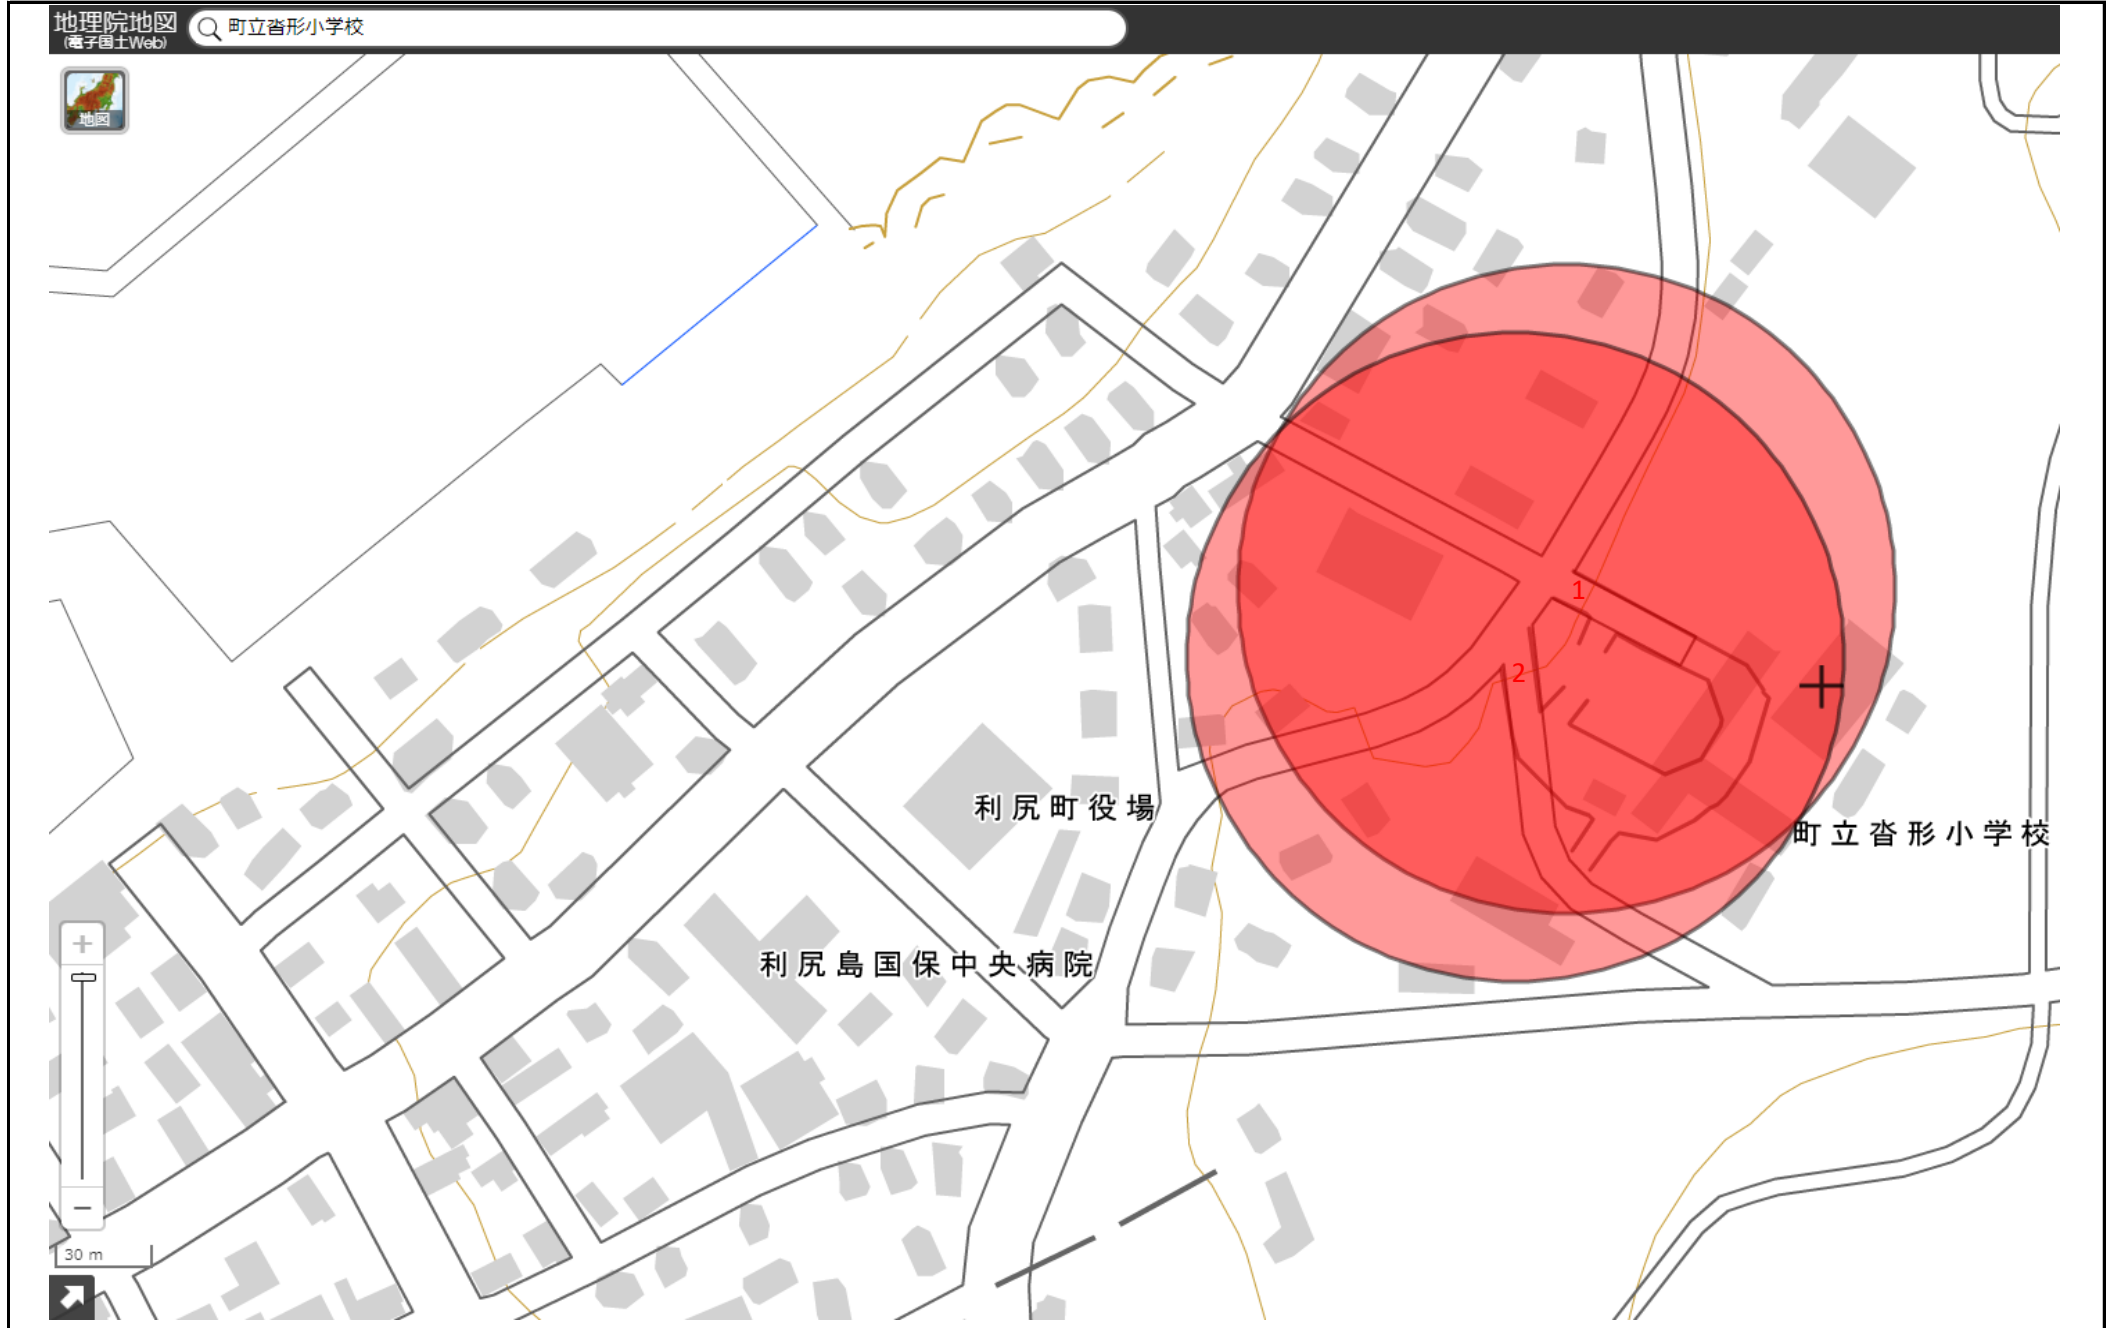 地理院地図
(電子国土Web)
町立沓形小学校
地図
1
2
利尻町役場
町立沓形小学校
利尻島国保中央病院
+
−
30 m